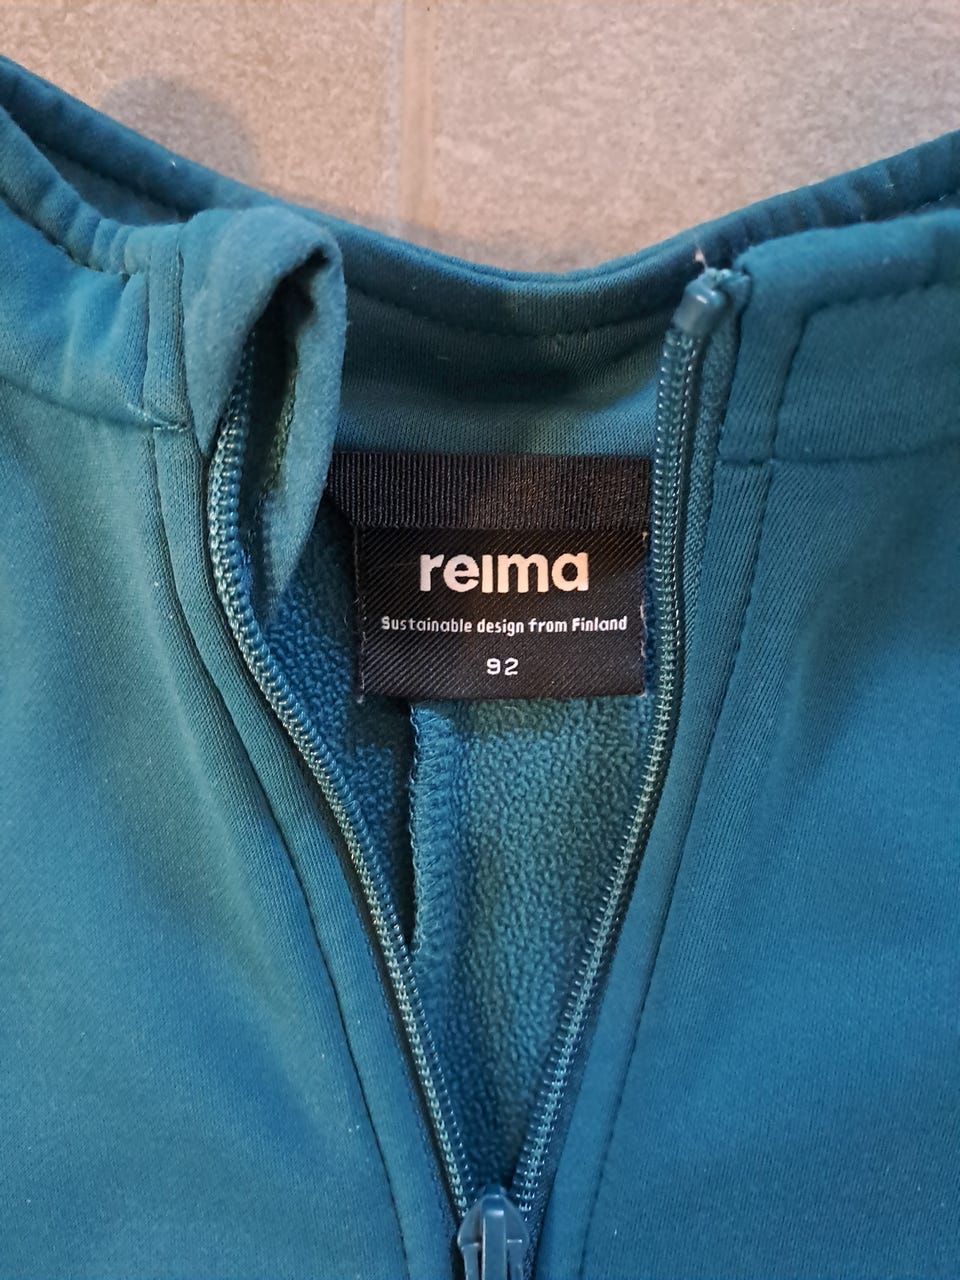 reima
Sustainable design from Finland
92